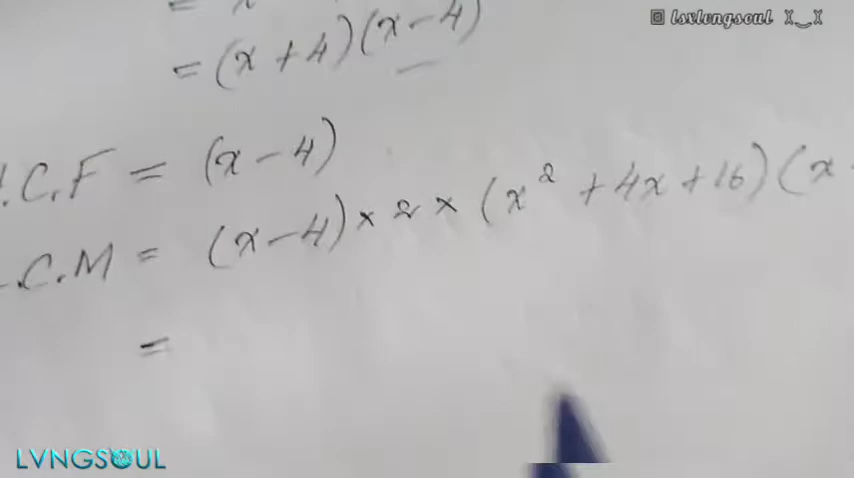 lsxlvngsoul
= (x + 4)(x - 4)
.C.F = (x - 4)
.C.M = (x - 4) × 2 × (x² + 4x + 16)(x
=
LVNGSOUL